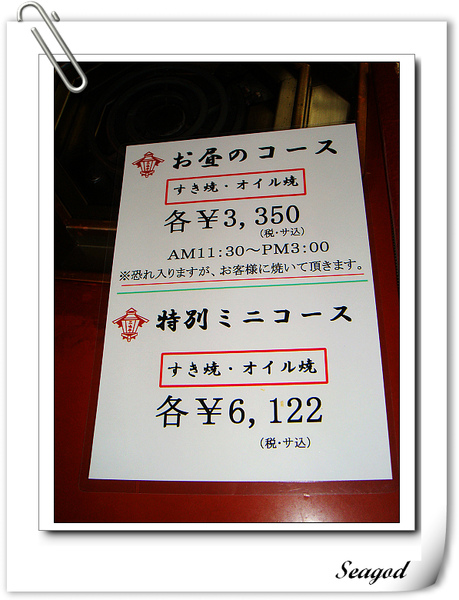 お昼のコース
すき焼・オイル焼
各￥3,350
(税・サ込)
AM11:30～PM3:00
※恐れ入りますが、お客様に焼いて頂きます。
特別ミニコース
すき焼・オイル焼
各￥6,122
(税・サ込)
Seagod